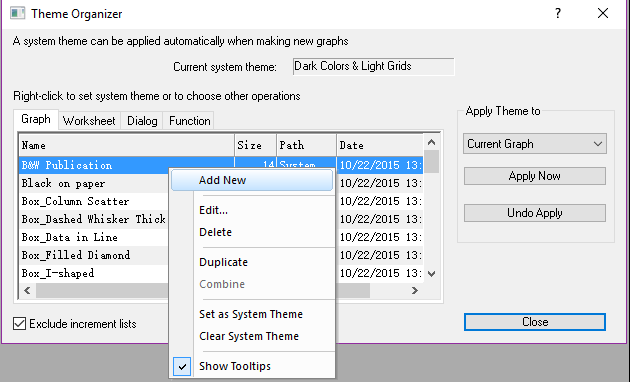 Theme Organizer
A system theme can be applied automatically when making new graphs
Current system theme: Dark Colors & Light Grids
Right-click to set system theme or to choose other operations
Graph Worksheet Dialog Function
Name Size Path Date
B&W Publication 14 System 10/22/2015 13:
Black on paper 10/22/2015 13:
Box_Column Scatter 10/22/2015 13:
Box_Dashed Whisker Thick 10/22/2015 13:
Box_Data in Line 10/22/2015 13:
Box_Filled Diamond 10/22/2015 13:
Box_I-shaped 10/22/2015 13:
Add New
Edit...
Delete
Duplicate
Combine
Set as System Theme
Clear System Theme
Show Tooltips
Exclude increment lists
Apply Theme to
Current Graph
Apply Now
Undo Apply
Close